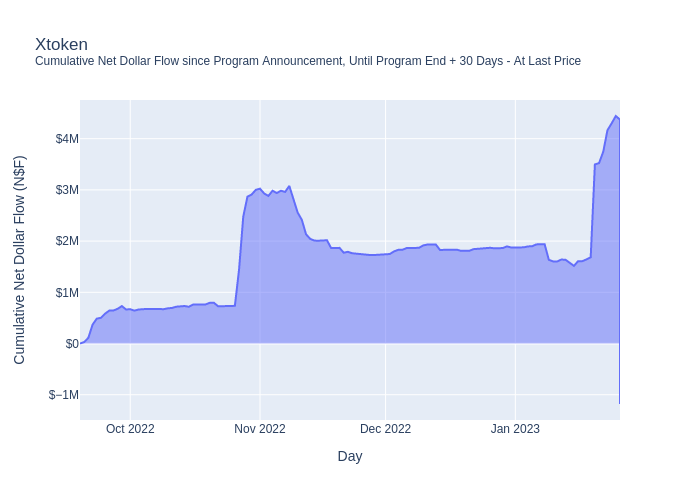 Xtoken
Cumulative Net Dollar Flow since Program Announcement, Until Program End + 30 Days - At Last Price
Cumulative Net Dollar Flow (N$F)
$4M
$3M
$2M
$1M
$0
$−1M
Oct 2022
Nov 2022
Dec 2022
Jan 2023
Day